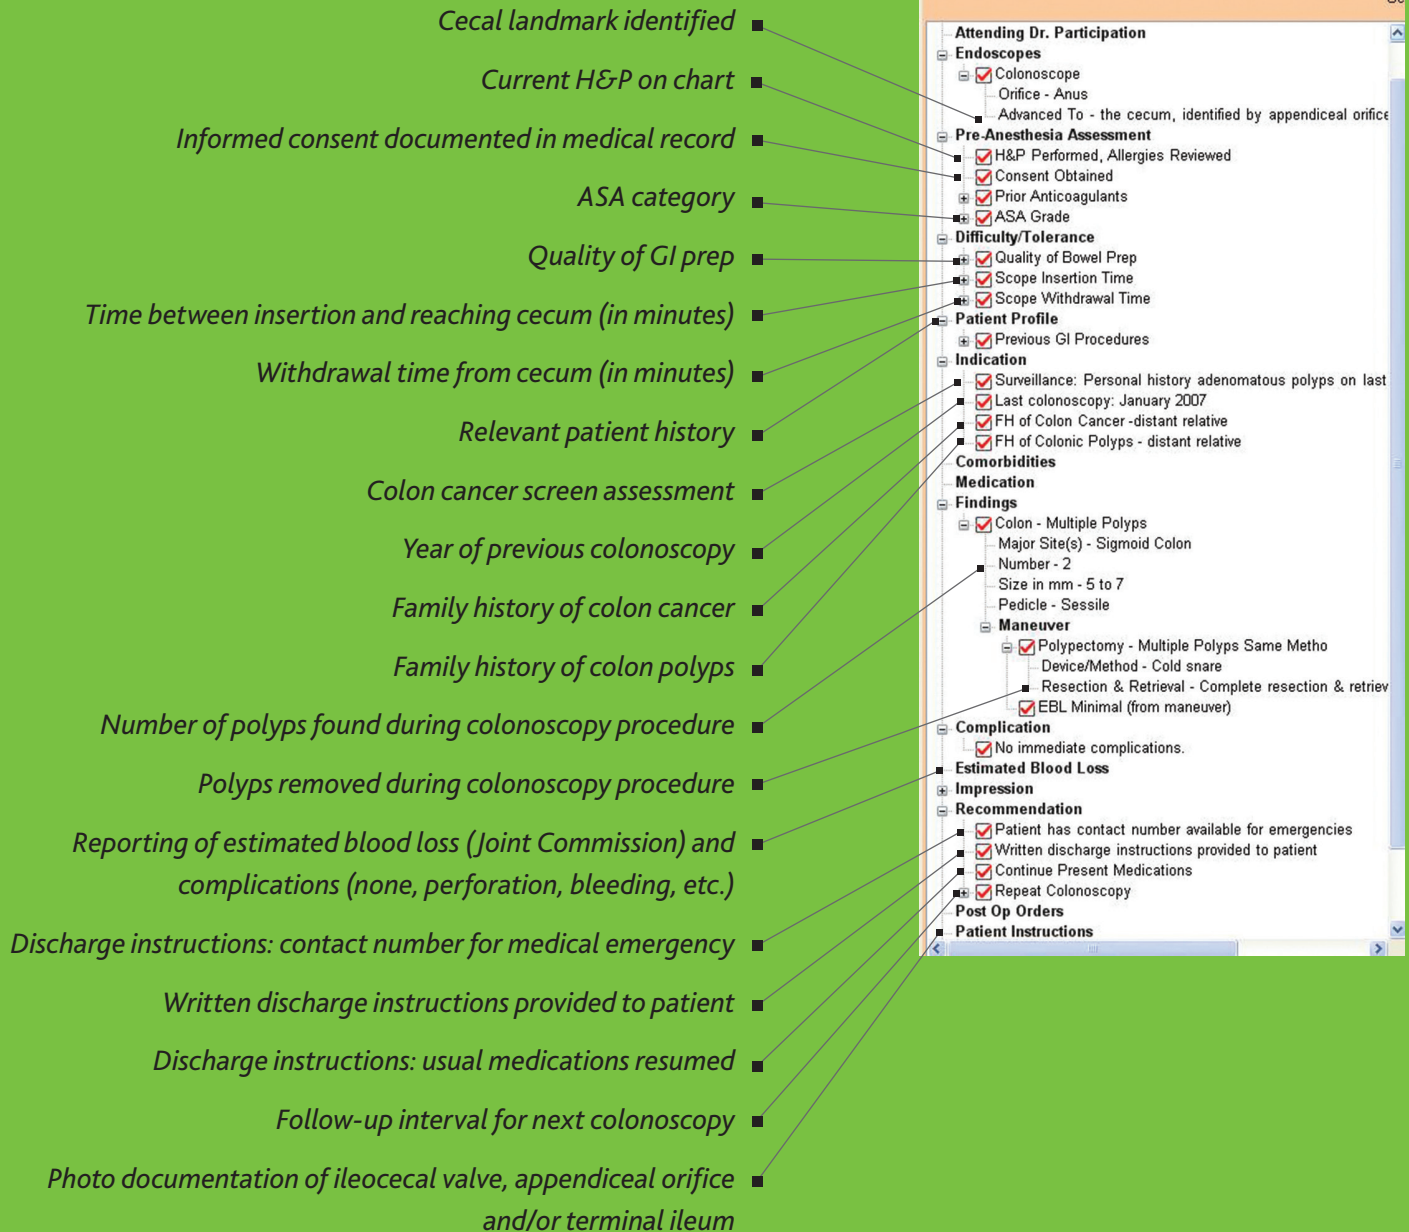 Cecal landmark identified
Current H&P on chart
Informed consent documented in medical record
ASA category
Quality of GI prep
Time between insertion and reaching cecum (in minutes)
Withdrawal time from cecum (in minutes)
Relevant patient history
Colon cancer screen assessment
Year of previous colonoscopy
Family history of colon cancer
Family history of colon polyps
Number of polyps found during colonoscopy procedure
Polyps removed during colonoscopy procedure
Reporting of estimated blood loss (Joint Commission) and
complications (none, perforation, bleeding, etc.)
Discharge instructions: contact number for medical emergency
Written discharge instructions provided to patient
Discharge instructions: usual medications resumed
Follow-up interval for next colonoscopy
Photo documentation of ileocecal valve, appendiceal orifice
and/or terminal ileum
Attending Dr. Participation
Endoscopes
Colonoscope
Orifice - Anus
Advanced To - the cecum, identified by appendiceal orifice
Pre-Anesthesia Assessment
H&P Performed, Allergies Reviewed
Consent Obtained
Prior Anticoagulants
ASA Grade
Difficulty/Tolerance
Quality of Bowel Prep
Scope Insertion Time
Scope Withdrawal Time
Patient Profile
Previous GI Procedures
Indication
Surveillance: Personal history adenomatous polyps on last
Last colonoscopy: January 2007
FH of Colon Cancer -distant relative
FH of Colonic Polyps - distant relative
Comorbidities
Medication
Findings
Colon - Multiple Polyps
Major Site(s) - Sigmoid Colon
Number - 2
Size in mm - 5 to 7
Pedicle - Sessile
Maneuver
Polypectomy - Multiple Polyps Same Metho
Device/Method - Cold snare
Resection & Retrieval - Complete resection & retriev
EBL Minimal (from maneuver)
Complication
No immediate complications.
Estimated Blood Loss
Impression
Recommendation
Patient has contact number available for emergencies
Written discharge instructions provided to patient
Continue Present Medications
Repeat Colonoscopy
Post Op Orders
Patient Instructions